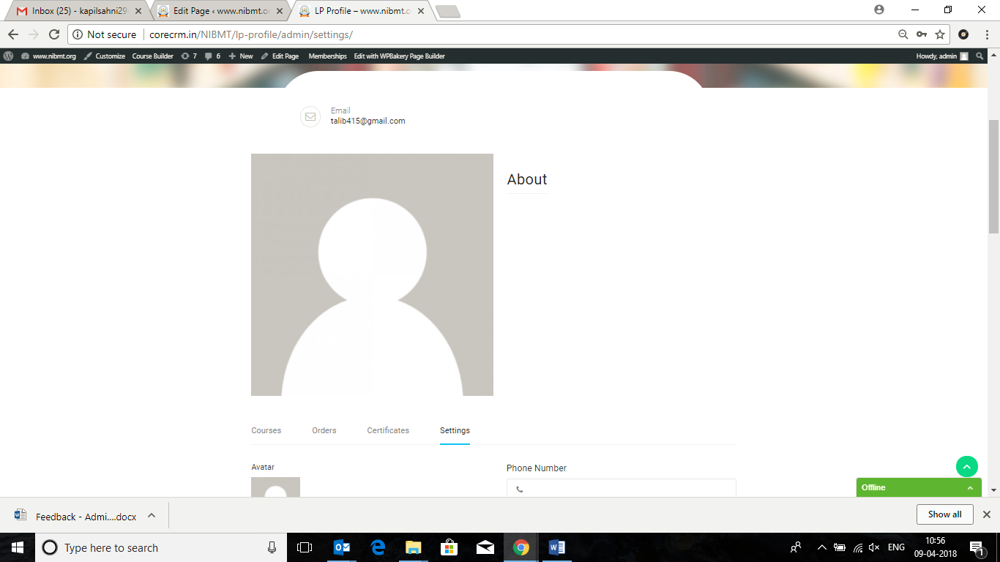 Inbox (25) - kapilsahni29
Edit Page ‹ www.nibmt.o
LP Profile – www.nibmt.o
Not secure
corecrm.in/NIBMT/lp-profile/admin/settings/
www.nibmt.org
Customize
Course Builder
7
6
New
Edit Page
Memberships
Edit with WPBakery Page Builder
Howdy, admin
Email
talib415@gmail.com
About
Courses
Orders
Certificates
Settings
Avatar
Phone Number
Offline
Feedback - Admi....docx
Show all
Type here to search
ENG
10:56
09-04-2018
1